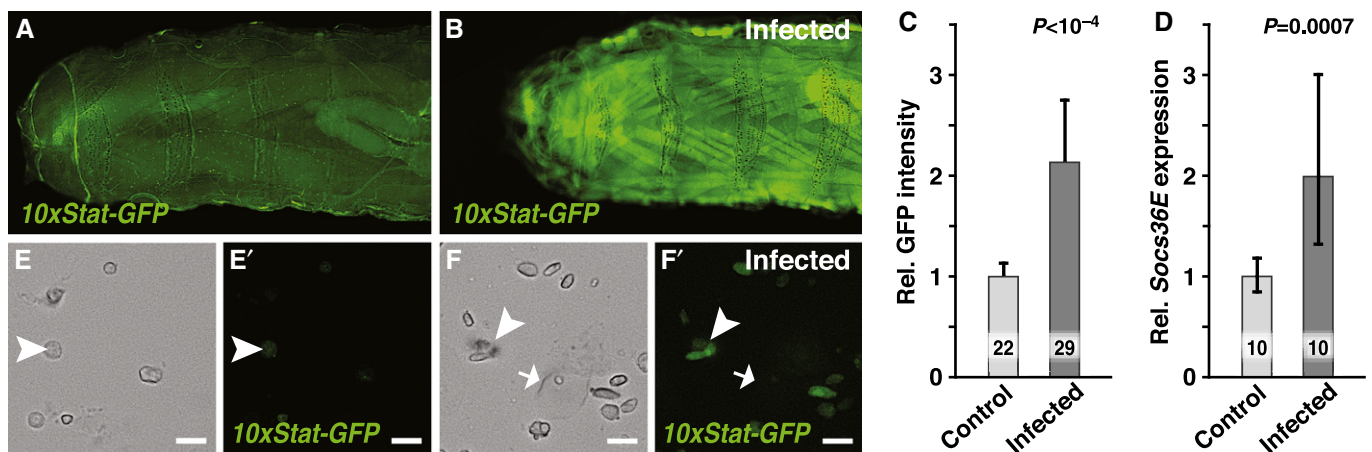 A
10xStat-GFP
B
Infected
10xStat-GFP
C
P<10⁻⁴
Rel. GFP intensity
3
2
1
0
22
29
Control
Infected
D
P=0.0007
Rel. Socs36E expression
3
2
1
0
10
10
Control
Infected
E
E′
10xStat-GFP
F
F′
Infected
10xStat-GFP